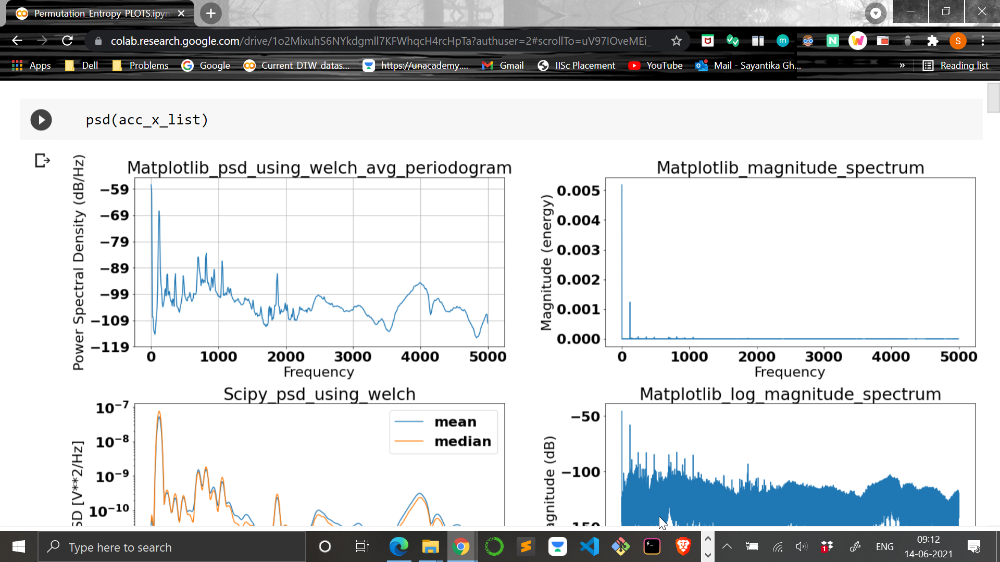 Permutation_Entropy_PLOTS.ipyn
colab.research.google.com/drive/1o2MixuhS6NYkdgmll7KFWhqcH4rcHpTa?authuser=2#scrollTo=uV97IOveMEi_
Apps Dell Problems Google Current_DTW_datas... https://unacademy.... Gmail IISc Placement YouTube Mail - Sayantika Gh... » Reading list
psd(acc_x_list)
Matplotlib_psd_using_welch_avg_periodogram
Power Spectral Density (dB/Hz)
−59
−69
−79
−89
−99
−109
−119
0 1000 2000 3000 4000 5000
Frequency
Matplotlib_magnitude_spectrum
Magnitude (energy)
0.005
0.004
0.003
0.002
0.001
0.000
0 1000 2000 3000 4000 5000
Frequency
Scipy_psd_using_welch
SD [V**2/Hz]
10−7
10−8
10−9
10−10
mean
median
Matplotlib_log_magnitude_spectrum
agnitude (dB)
−50
−100
−150
Type here to search
ENG
09:12
14-06-2021